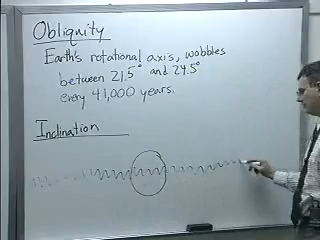 Obliquity
Earth's rotational axis, wobbles
between 21.5° and 24.5°
every 41,000 years.
Inclination